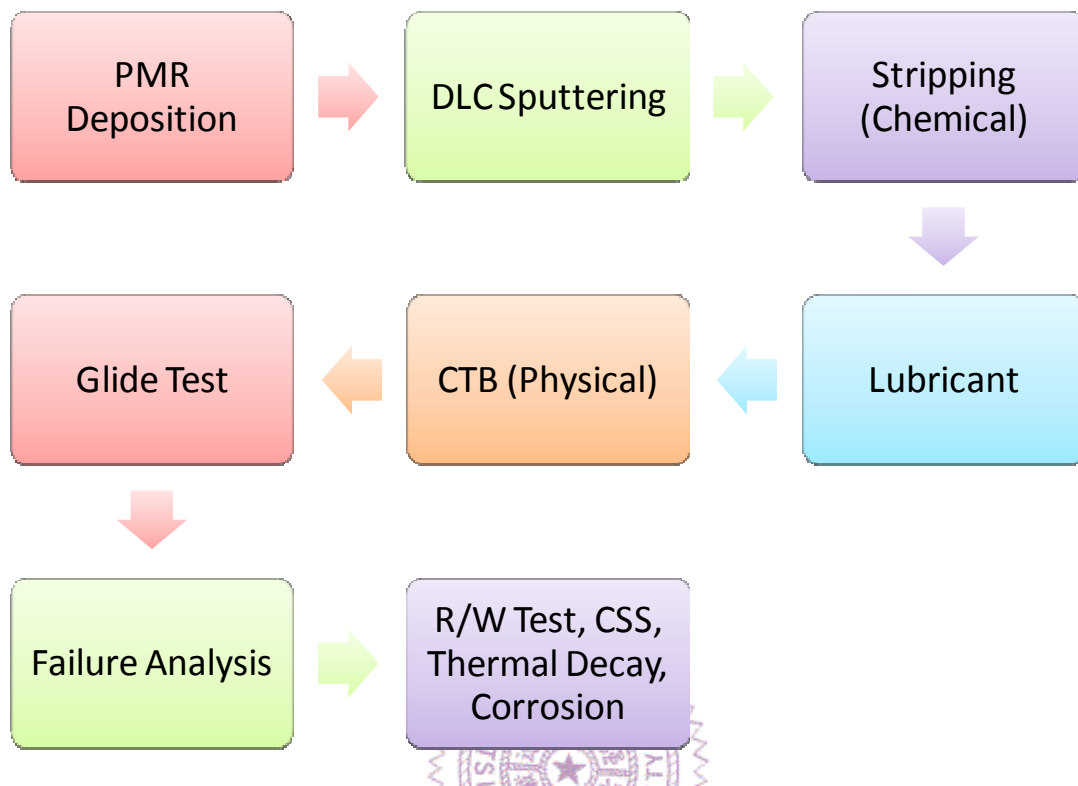 PMR
Deposition
DLC Sputtering
Stripping
(Chemical)
Lubricant
CTB (Physical)
Glide Test
Failure Analysis
R/W Test, CSS,
Thermal Decay,
Corrosion